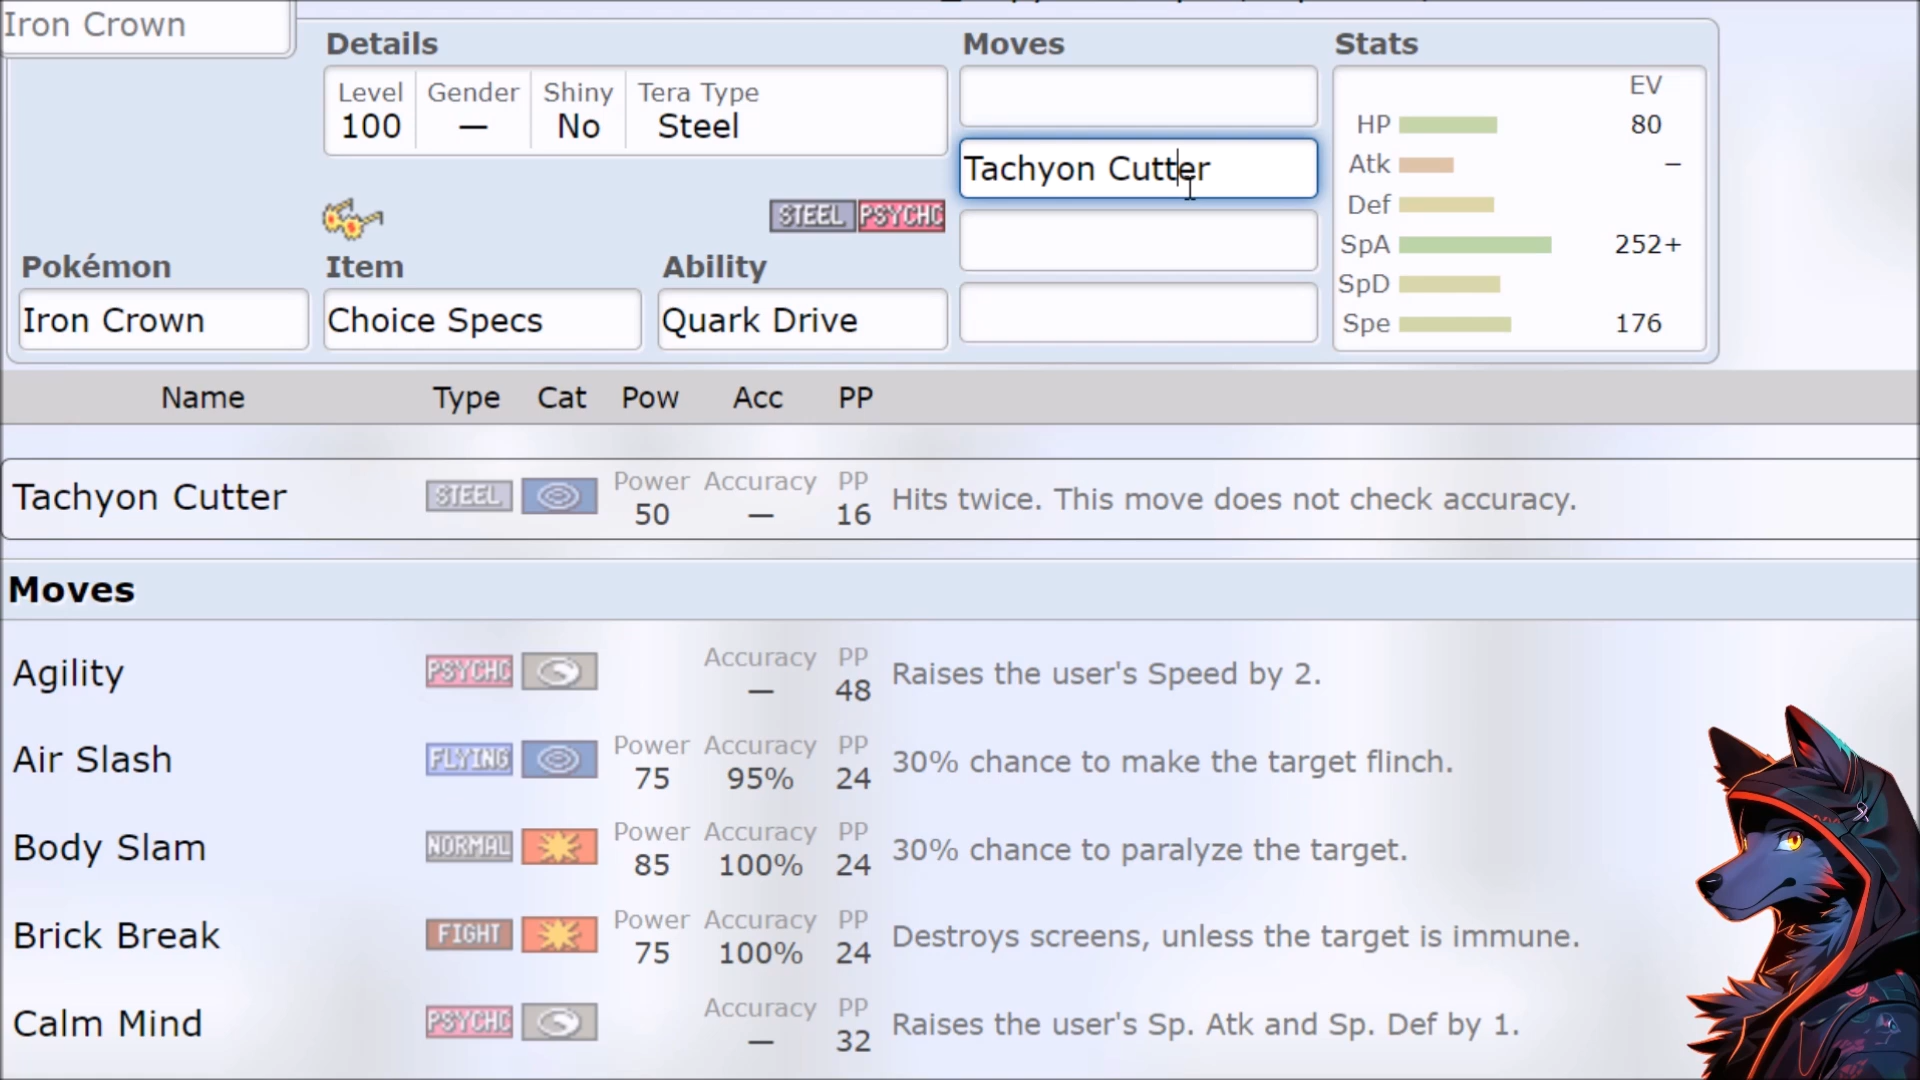 Iron Crown
Details
Moves
Stats
Level Gender Shiny Tera Type
100 — No Steel
EV
HP 80
Atk –
Def
SpA 252+
SpD
Spe 176
Tachyon Cutter
STEEL PSYCHC
Pokémon Item Ability
Iron Crown Choice Specs Quark Drive
Name Type Cat Pow Acc PP
Tachyon Cutter STEEL Power 50 Accuracy — PP 16 Hits twice. This move does not check accuracy.
Moves
Agility PSYCHC Accuracy — PP 48 Raises the user's Speed by 2.
Air Slash FLYING Power 75 Accuracy 95% PP 24 30% chance to make the target flinch.
Body Slam NORMAL Power 85 Accuracy 100% PP 24 30% chance to paralyze the target.
Brick Break FIGHT Power 75 Accuracy 100% PP 24 Destroys screens, unless the target is immune.
Calm Mind PSYCHC Accuracy — PP 32 Raises the user's Sp. Atk and Sp. Def by 1.